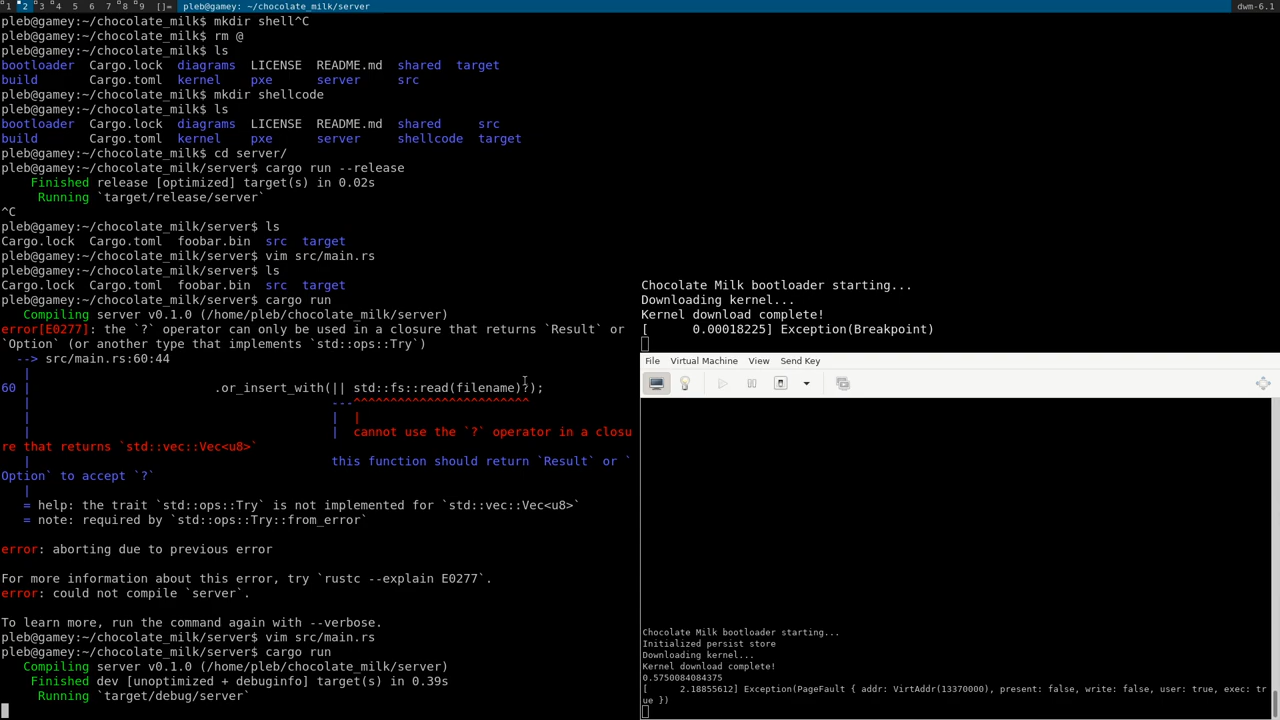 1 2 3 4 5 6 7 8 9 []= pleb@gamey:~/chocolate_milk/server dwm-6.1
pleb@gamey:~/chocolate_milk$ mkdir shell^C
pleb@gamey:~/chocolate_milk$ rm @
pleb@gamey:~/chocolate_milk$ ls
bootloader Cargo.lock diagrams LICENSE README.md shared target
build Cargo.toml kernel pxe server src
pleb@gamey:~/chocolate_milk$ mkdir shellcode
pleb@gamey:~/chocolate_milk$ ls
bootloader Cargo.lock diagrams LICENSE README.md shared src
build Cargo.toml kernel pxe server shellcode target
pleb@gamey:~/chocolate_milk$ cd server/
pleb@gamey:~/chocolate_milk/server$ cargo run --release
Finished release [optimized] target(s) in 0.02s
Running `target/release/server`
^C
pleb@gamey:~/chocolate_milk/server$ ls
Cargo.lock Cargo.toml foobar.bin src target
pleb@gamey:~/chocolate_milk/server$ vim src/main.rs
pleb@gamey:~/chocolate_milk/server$ ls
Cargo.lock Cargo.toml foobar.bin src target
pleb@gamey:~/chocolate_milk/server$ cargo run
Compiling server v0.1.0 (/home/pleb/chocolate_milk/server)
error[E0277]: the `?` operator can only be used in a closure that returns `Result` or
`Option` (or another type that implements `std::ops::Try`)
--> src/main.rs:60:44
|
60 | .or_insert_with(|| std::fs::read(filename)?);
| ---^^^^^^^^^^^^^^^^^^^^^^^^
| | |
| | cannot use the `?` operator in a closu
re that returns `std::vec::Vec<u8>`
| this function should return `Result` or `
Option` to accept `?`
|
= help: the trait `std::ops::Try` is not implemented for `std::vec::Vec<u8>`
= note: required by `std::ops::Try::from_error`
error: aborting due to previous error
For more information about this error, try `rustc --explain E0277`.
error: could not compile `server`.
To learn more, run the command again with --verbose.
pleb@gamey:~/chocolate_milk/server$ vim src/main.rs
pleb@gamey:~/chocolate_milk/server$ cargo run
Compiling server v0.1.0 (/home/pleb/chocolate_milk/server)
Finished dev [unoptimized + debuginfo] target(s) in 0.39s
Running `target/debug/server`
Chocolate Milk bootloader starting...
Downloading kernel...
Kernel download complete!
[ 0.00018225] Exception(Breakpoint)
File Virtual Machine View Send Key
Chocolate Milk bootloader starting...
Initialized persist store
Downloading kernel...
Kernel download complete!
0.5750084084375
[ 2.18855612] Exception(PageFault { addr: VirtAddr(13370000), present: false, write: false, user: true, exec: tr
ue })